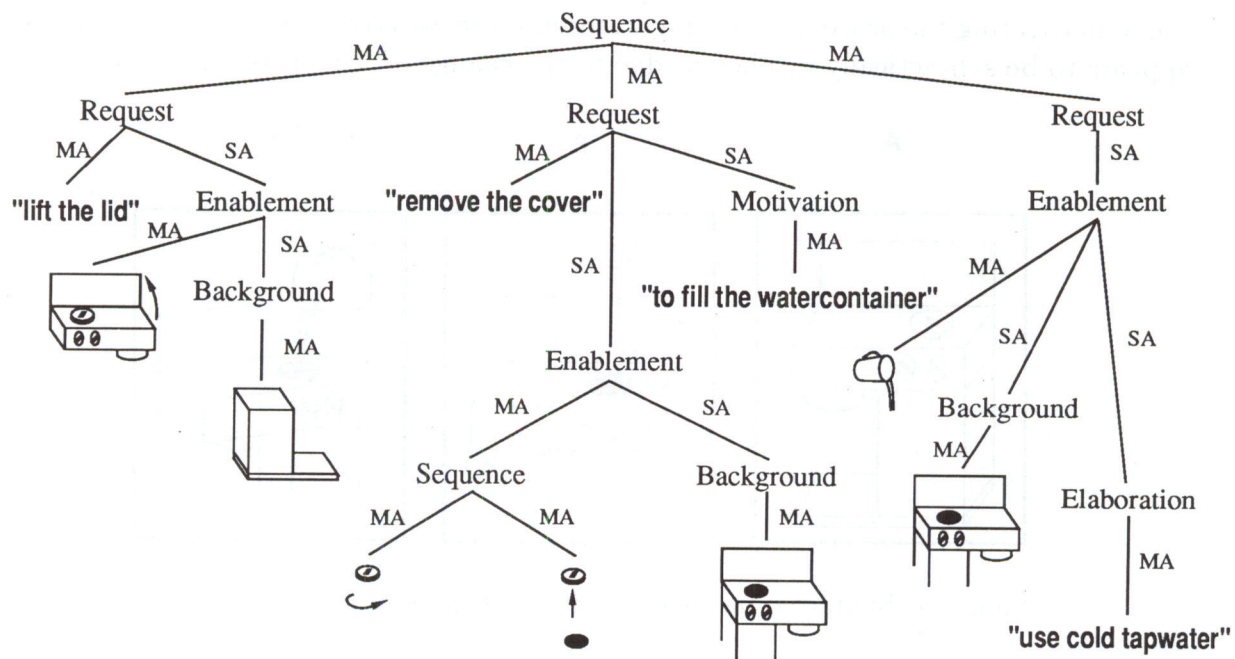 Sequence
MA MA MA
Request Request Request
MA SA MA SA SA
"lift the lid" Enablement "remove the cover" Motivation Enablement
MA SA SA MA MA
Background "to fill the watercontainer" SA SA
MA Enablement
MA SA Background
Sequence Background MA Elaboration
MA MA MA MA
"use cold tapwater"